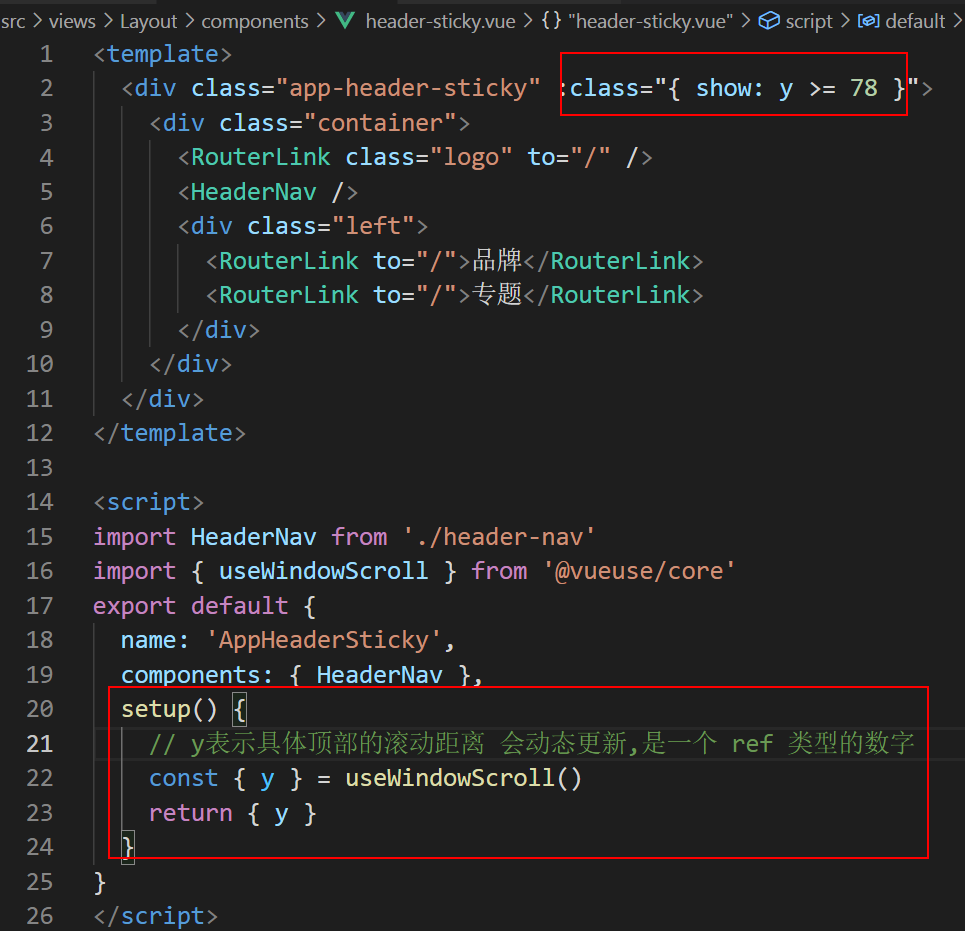 src > views > Layout > components > header-sticky.vue > {} "header-sticky.vue" > script > default >
1 <template>
2 <div class="app-header-sticky" :class="{ show: y >= 78 }">
3 <div class="container">
4 <RouterLink class="logo" to="/" />
5 <HeaderNav />
6 <div class="left">
7 <RouterLink to="/">品牌</RouterLink>
8 <RouterLink to="/">专题</RouterLink>
9 </div>
10 </div>
11 </div>
12 </template>
13
14 <script>
15 import HeaderNav from './header-nav'
16 import { useWindowScroll } from '@vueuse/core'
17 export default {
18 name: 'AppHeaderSticky',
19 components: { HeaderNav },
20 setup() {
21 // y表示具体顶部的滚动距离 会动态更新,是一个 ref 类型的数字
22 const { y } = useWindowScroll()
23 return { y }
24 }
25 }
26 </script>